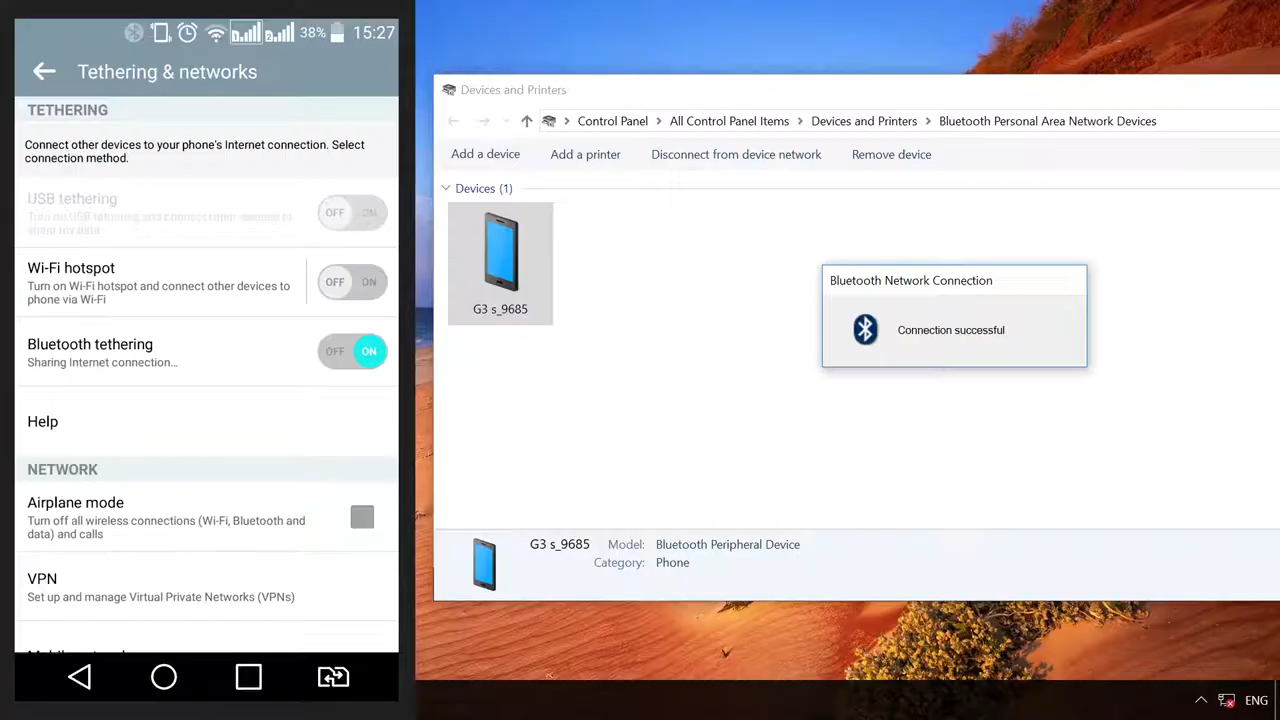 38% 15:27
Tethering & networks
TETHERING
Connect other devices to your phone's Internet connection. Select
connection method.
USB tethering
OFF ON
Wi-Fi hotspot
Turn on Wi-Fi hotspot and connect other devices to
phone via Wi-Fi
OFF ON
Bluetooth tethering
Sharing Internet connection...
OFF ON
Help
NETWORK
Airplane mode
Turn off all wireless connections (Wi-Fi, Bluetooth and
data) and calls
VPN
Set up and manage Virtual Private Networks (VPNs)
Devices and Printers
Control Panel > All Control Panel Items > Devices and Printers > Bluetooth Personal Area Network Devices
Add a device Add a printer Disconnect from device network Remove device
Devices (1)
G3 s_9685
Bluetooth Network Connection
Connection successful
G3 s_9685 Model: Bluetooth Peripheral Device
Category: Phone
ENG